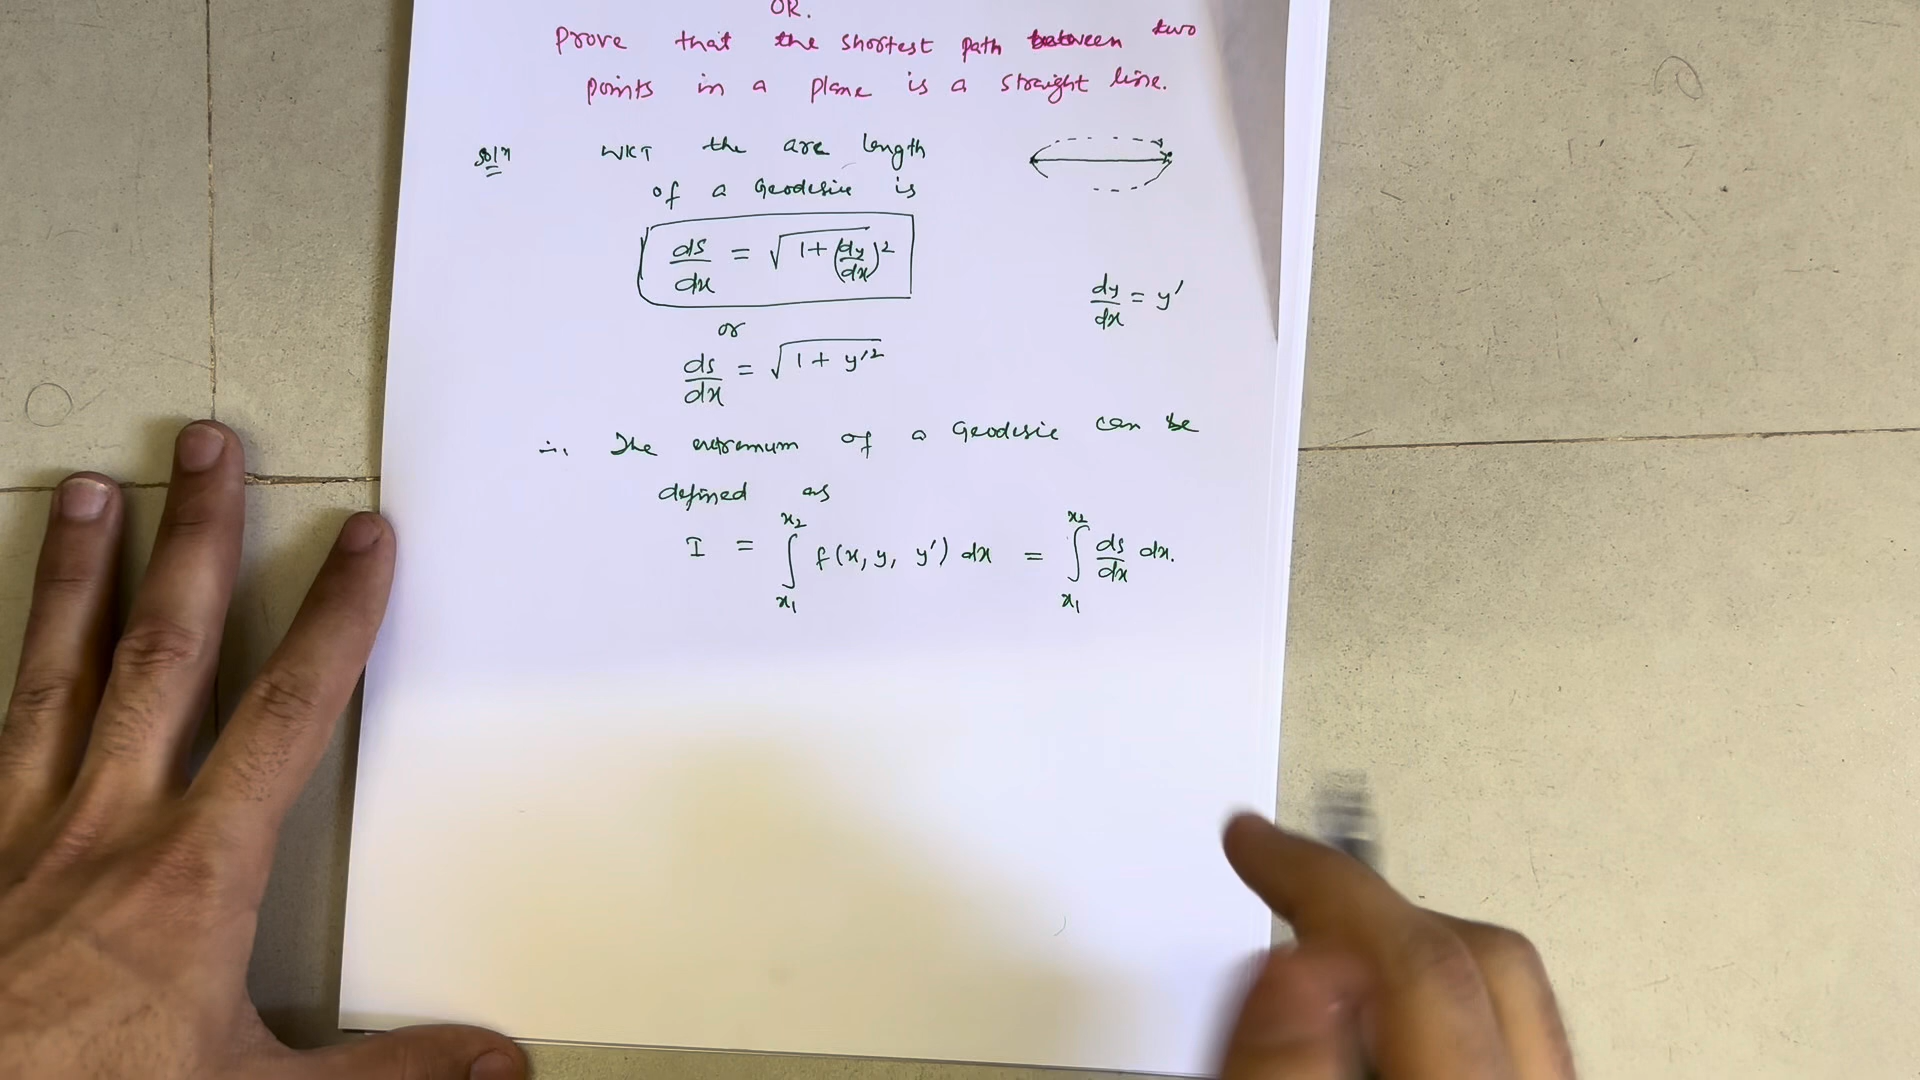 OR.
Prove that the shortest path between two
points in a plane is a straight line.
Soln WKT the arc length
of a Geodesic is
ds/dx = √(1+(dy/dx)²)
dy/dx = y'
or
ds/dx = √(1 + y'²)
∴ The extremum of a Geodesic can be
defined as
I = ∫_{x₁}^{x₂} f(x, y, y') dx = ∫_{x₁}^{x₂} ds/dx dx.